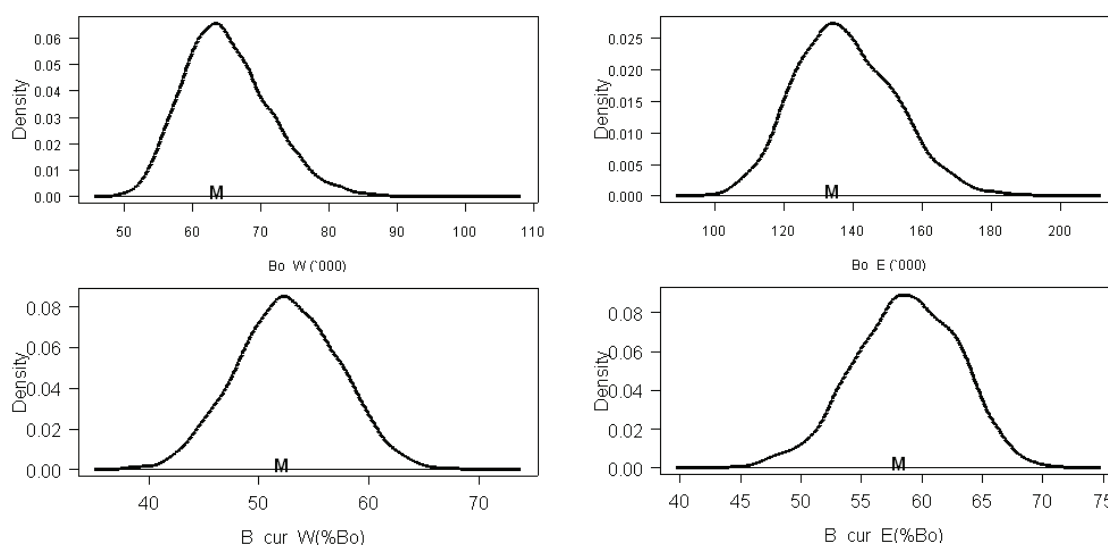 Density
0.06
0.05
0.04
0.03
0.02
0.01
0.00
M
50 60 70 80 90 100 110
Bo W (`000)
Density
0.025
0.020
0.015
0.010
0.005
0.000
M
100 120 140 160 180 200
Bo E (`000)
Density
0.08
0.06
0.04
0.02
0.00
M
40 50 60 70
B cur W(%Bo)
Density
0.08
0.06
0.04
0.02
0.00
M
40 45 50 55 60 65 70 75
B cur E(%Bo)